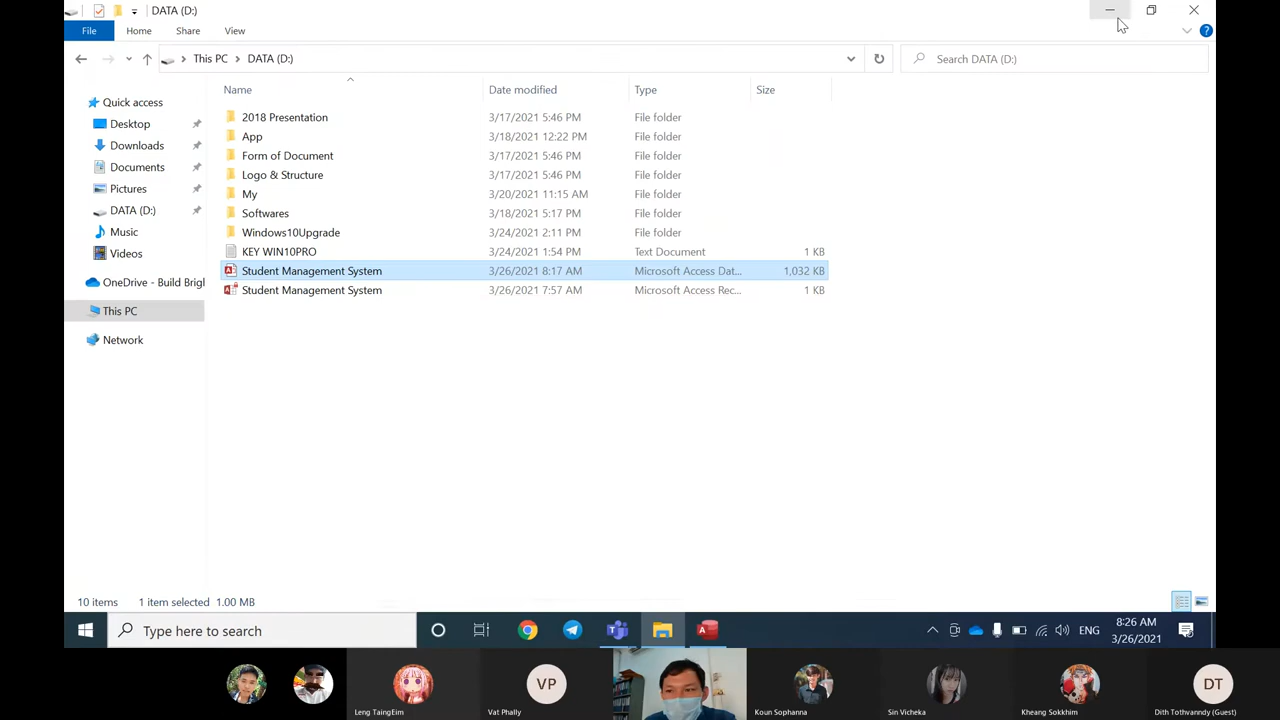 DATA (D:)
File Home Share View
This PC DATA (D:) Search DATA (D:)
Name Date modified Type Size
Quick access
Desktop
Downloads
Documents
Pictures
DATA (D:)
Music
Videos
OneDrive - Build Brigh
This PC
Network
2018 Presentation 3/17/2021 5:46 PM File folder
App 3/18/2021 12:22 PM File folder
Form of Document 3/17/2021 5:46 PM File folder
Logo & Structure 3/17/2021 5:46 PM File folder
My 3/20/2021 11:15 AM File folder
Softwares 3/18/2021 5:17 PM File folder
Windows10Upgrade 3/24/2021 2:11 PM File folder
KEY WIN10PRO 3/24/2021 1:54 PM Text Document 1 KB
Student Management System 3/26/2021 8:17 AM Microsoft Access Dat... 1,032 KB
Student Management System 3/26/2021 7:57 AM Microsoft Access Rec... 1 KB
10 items 1 item selected 1.00 MB
Type here to search
ENG
8:26 AM
3/26/2021
VP
DT
Leng TaingEim
Vat Phally
Koun Sophanna
Sin Vicheka
Kheang Sokkhim
Dith Tothvanndy (Guest)